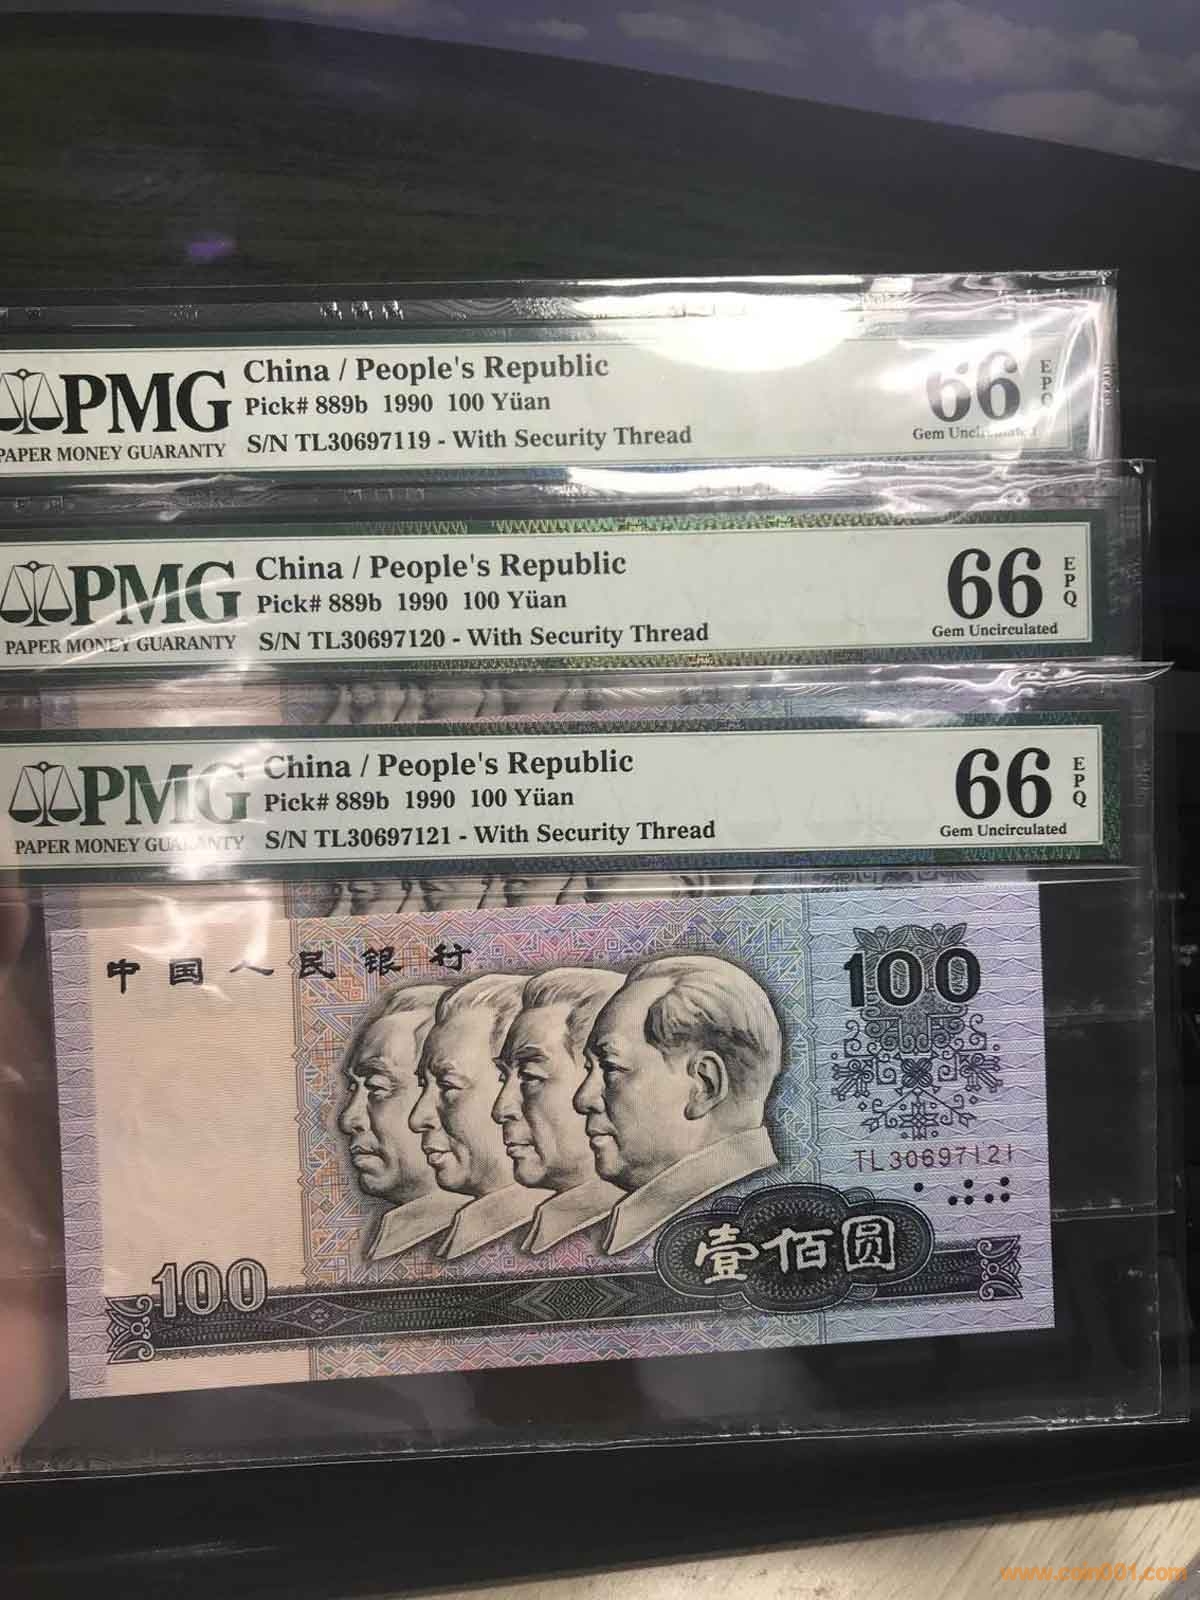 PMG
PAPER MONEY GUARANTY
China / People's Republic
Pick# 889b 1990 100 Yüan
S/N TL30697119 - With Security Thread
66
EPQ
Gem Uncirculated
PMG
PAPER MONEY GUARANTY
China / People's Republic
Pick# 889b 1990 100 Yüan
S/N TL30697120 - With Security Thread
66
EPQ
Gem Uncirculated
PMG
PAPER MONEY GUARANTY
China / People's Republic
Pick# 889b 1990 100 Yüan
S/N TL30697121 - With Security Thread
66
EPQ
Gem Uncirculated
中国人民银行
100
TL30697121
壹佰圆
100